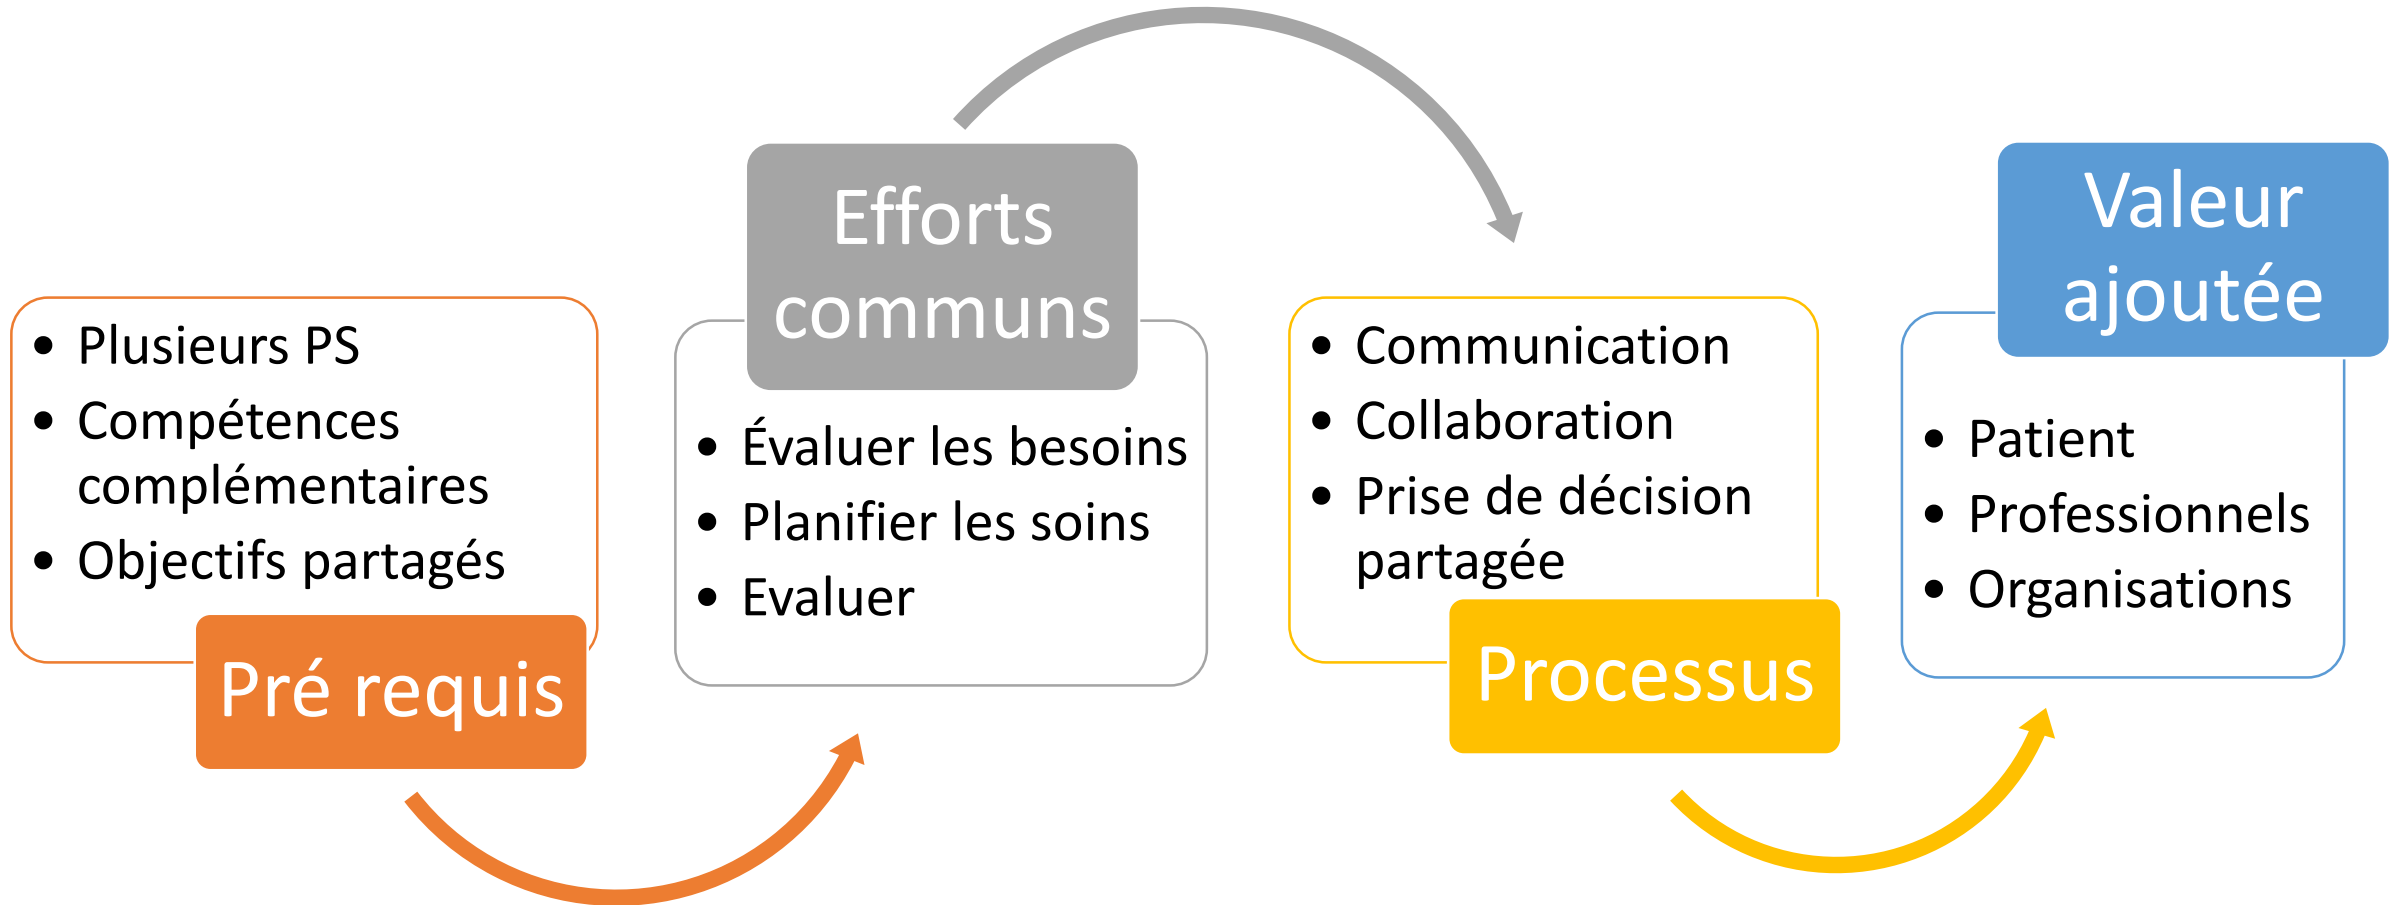 • Plusieurs PS
• Compétences
complémentaires
• Objectifs partagés
Pré requis
Efforts
communs
• Évaluer les besoins
• Planifier les soins
• Evaluer
• Communication
• Collaboration
• Prise de décision
partagée
Processus
Valeur
ajoutée
• Patient
• Professionnels
• Organisations